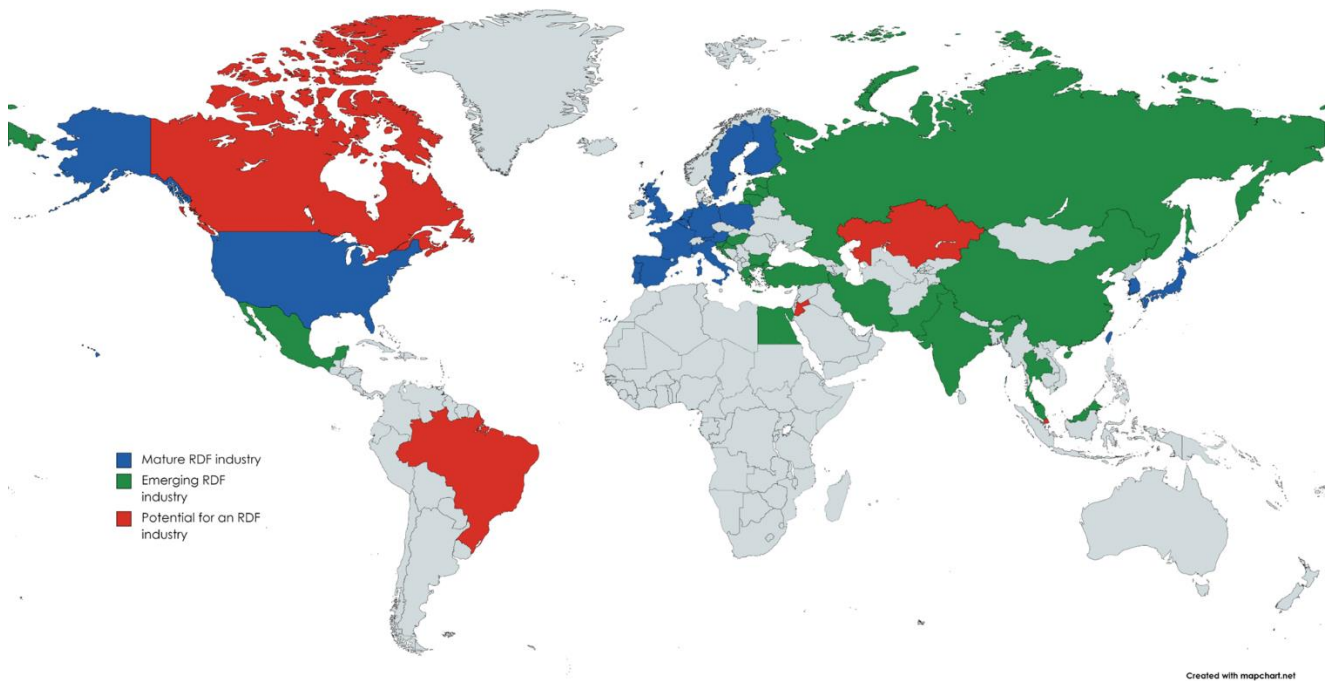 Mature RDF industry
Emerging RDF
industry
Potential for an RDF
industry
Created with mapchart.net